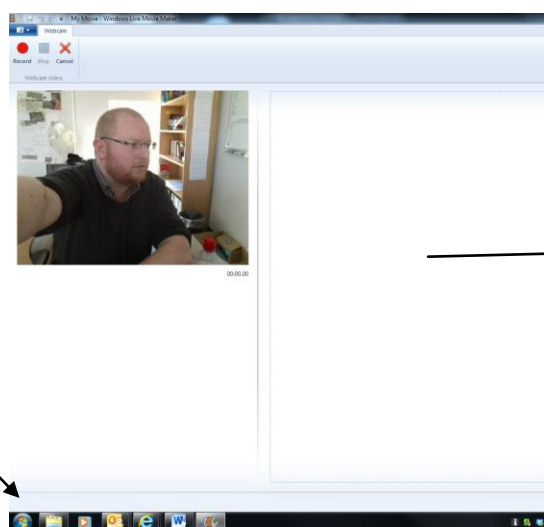 My Movie - Windows Live Movie Maker
Webcam
Record Stop Cancel
Webcam video
00:00.00